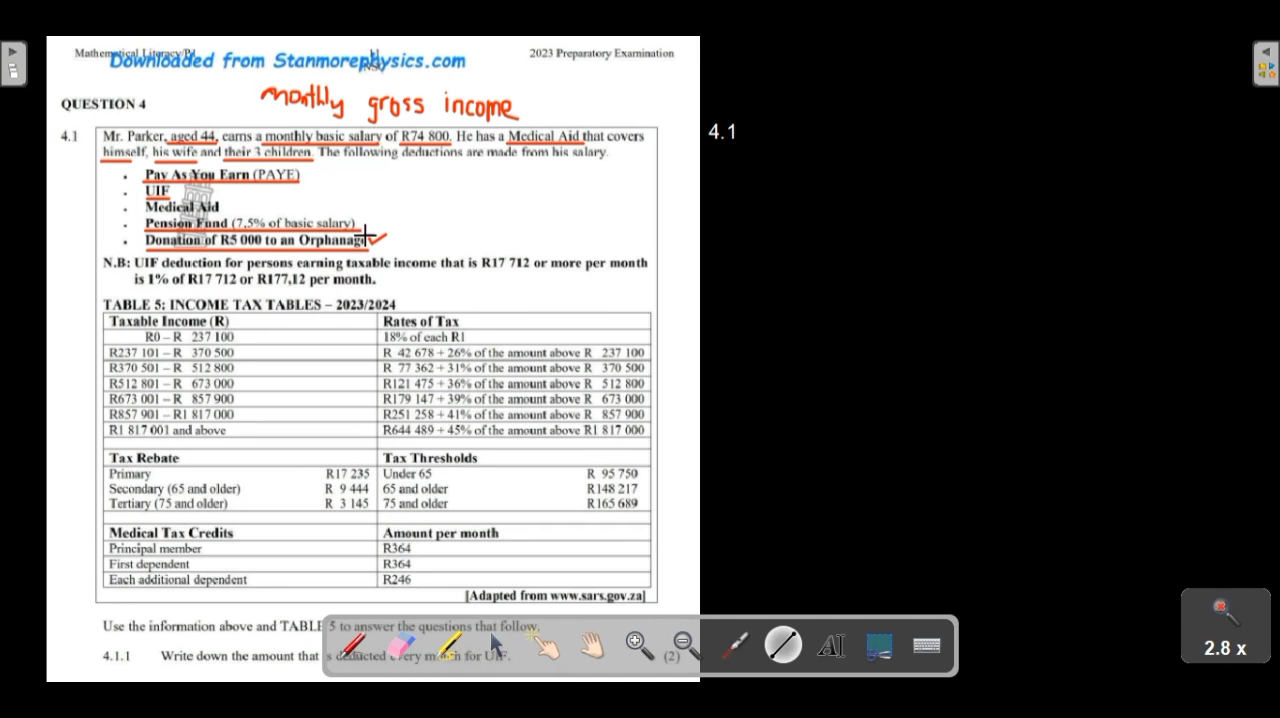 Mathematical Literacy/P1
2023 Preparatory Examination
Downloaded from Stanmorephysics.com
monthly gross income
QUESTION 4
4.1
4.1 Mr. Parker, aged 44, earns a monthly basic salary of R74 800. He has a Medical Aid that covers
himself, his wife and their 3 children. The following deductions are made from his salary.
• Pay As You Earn (PAYE)
• UIF
• Medical Aid
• Pension Fund (7,5% of basic salary)
• Donation of R5 000 to an Orphanag
N.B: UIF deduction for persons earning taxable income that is R17 712 or more per month
is 1% of R17 712 or R177,12 per month.
TABLE 5: INCOME TAX TABLES – 2023/2024
Taxable Income (R) Rates of Tax
R0 – R 237 100 18% of each R1
R237 101 – R 370 500 R 42 678 + 26% of the amount above R 237 100
R370 501 – R 512 800 R 77 362 + 31% of the amount above R 370 500
R512 801 – R 673 000 R121 475 + 36% of the amount above R 512 800
R673 001 – R 857 900 R179 147 + 39% of the amount above R 673 000
R857 901 – R1 817 000 R251 258 + 41% of the amount above R 857 900
R1 817 001 and above R644 489 + 45% of the amount above R1 817 000
Tax Rebate Tax Thresholds
Primary R17 235 Under 65 R 95 750
Secondary (65 and older) R 9 444 65 and older R148 217
Tertiary (75 and older) R 3 145 75 and older R165 689
Medical Tax Credits Amount per month
Principal member R364
First dependent R364
Each additional dependent R246
[Adapted from www.sars.gov.za]
Use the information above and TABLE 5 to answer the questions that follow.
4.1.1 Write down the amount that is deducted every month for UIF. (2)
AI
2.8 x